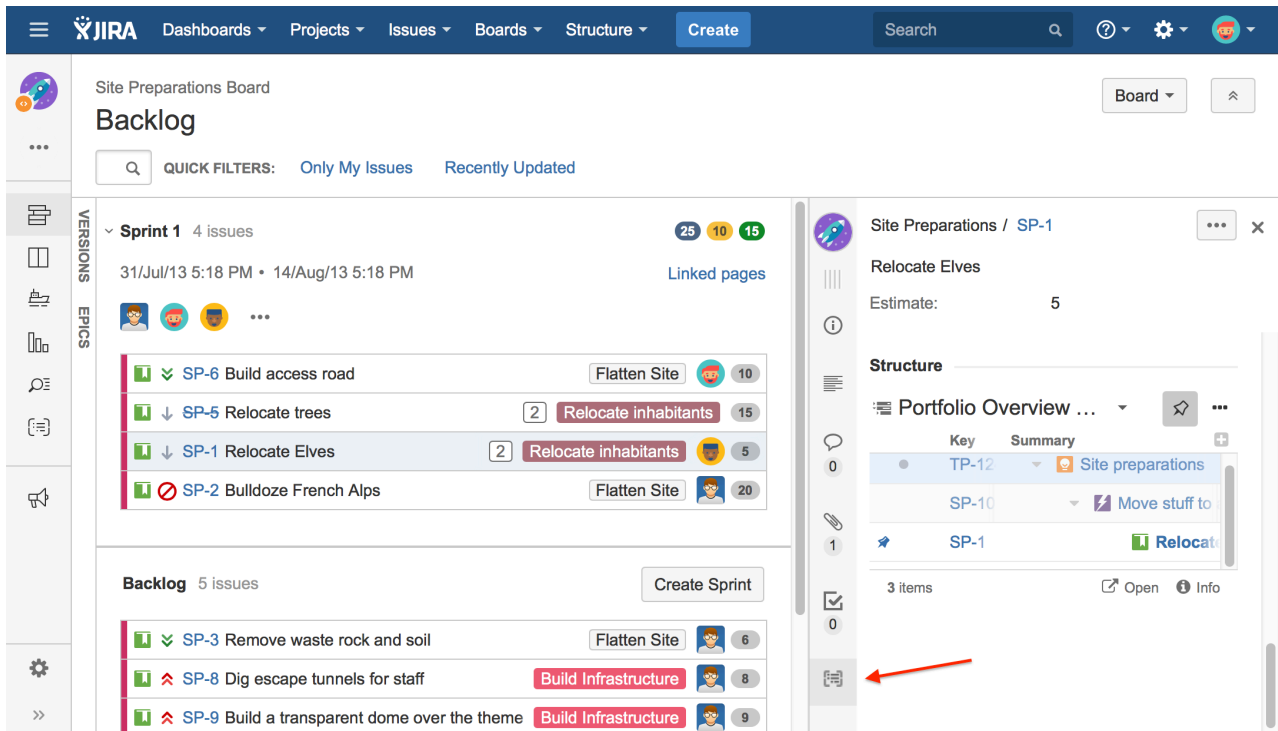 JIRA Dashboards Projects Issues Boards Structure Create Search
Site Preparations Board
Backlog
Board
QUICK FILTERS: Only My Issues Recently Updated
VERSIONS
EPICS
Sprint 1 4 issues 25 10 15
31/Jul/13 5:18 PM • 14/Aug/13 5:18 PM Linked pages
SP-6 Build access road Flatten Site 10
SP-5 Relocate trees 2 Relocate inhabitants 15
SP-1 Relocate Elves 2 Relocate inhabitants 5
SP-2 Bulldoze French Alps Flatten Site 20
Backlog 5 issues Create Sprint
SP-3 Remove waste rock and soil Flatten Site 6
SP-8 Dig escape tunnels for staff Build Infrastructure 8
SP-9 Build a transparent dome over the theme Build Infrastructure 9
0
1
0
Site Preparations / SP-1
Relocate Elves
Estimate: 5
Structure
Portfolio Overview ...
Key Summary
TP-12 Site preparations
SP-10 Move stuff to
SP-1 Relocate
3 items Open Info